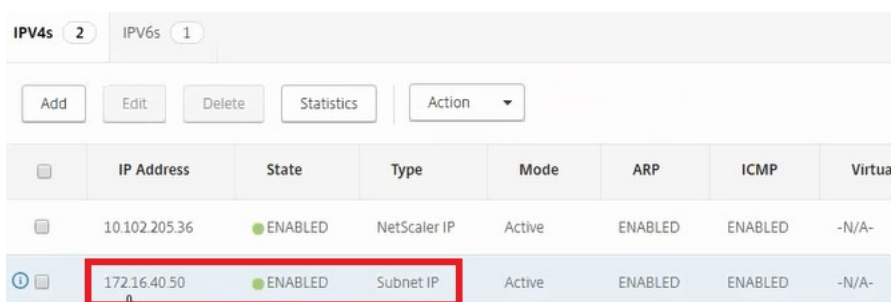 IPV4s 2 IPV6s 1
Add Edit Delete Statistics Action
IP Address State Type Mode ARP ICMP Virtua
10.102.205.36 ENABLED NetScaler IP Active ENABLED ENABLED -N/A-
172.16.40.50 ENABLED Subnet IP Active ENABLED ENABLED -N/A-